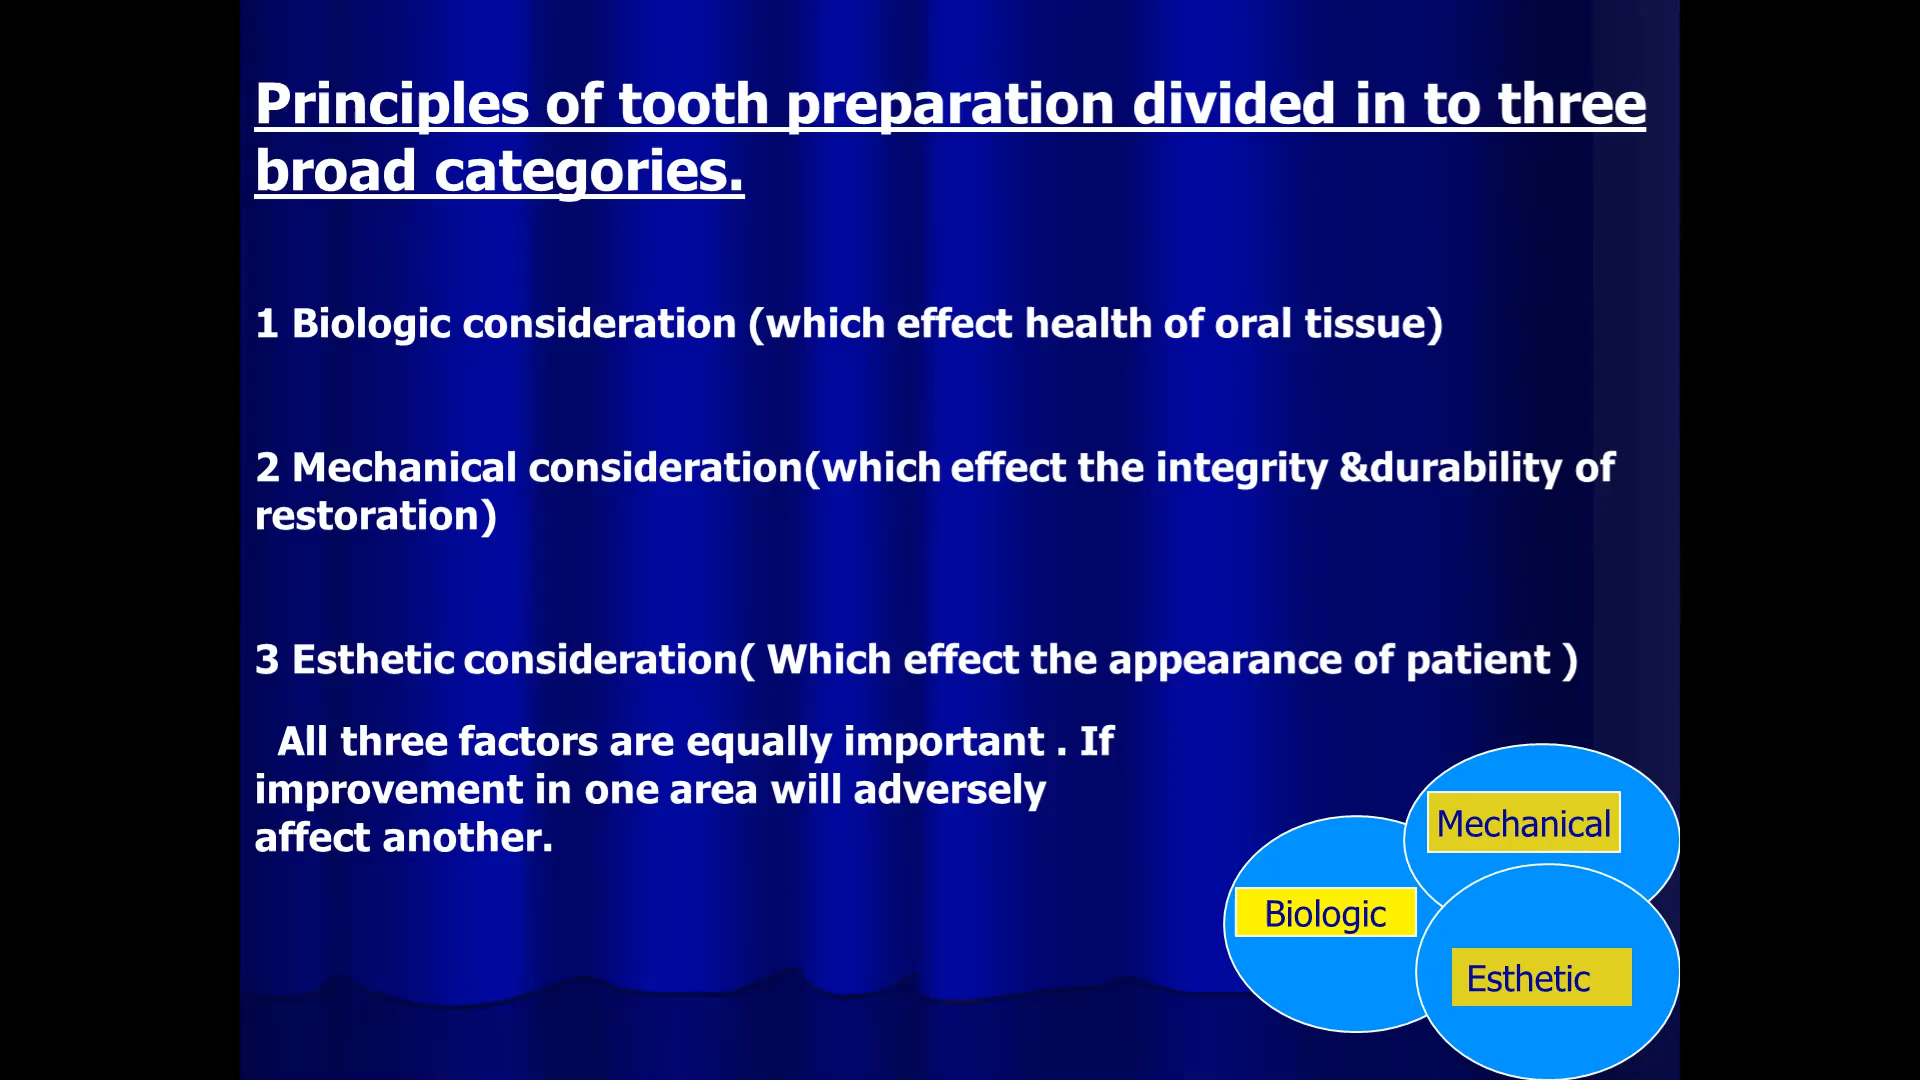 Principles of tooth preparation divided in to three
broad categories.
1 Biologic consideration (which effect health of oral tissue)
2 Mechanical consideration(which effect the integrity &durability of
restoration)
3 Esthetic consideration( Which effect the appearance of patient )
All three factors are equally important . If
improvement in one area will adversely
affect another.
Mechanical
Biologic
Esthetic